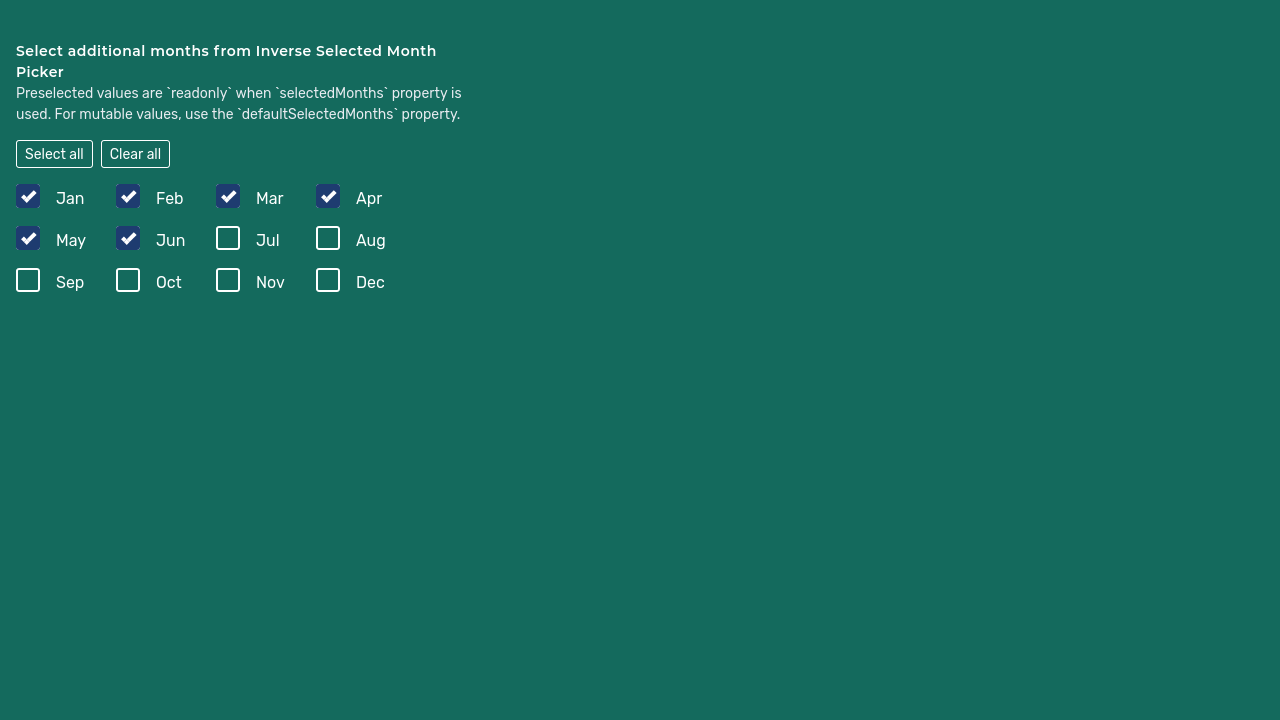 Select additional months from Inverse Selected Month
Picker
Preselected values are `readonly` when `selectedMonths` property is
used. For mutable values, use the `defaultSelectedMonths` property.
Select all Clear all
Jan Feb Mar Apr
May Jun Jul Aug
Sep Oct Nov Dec